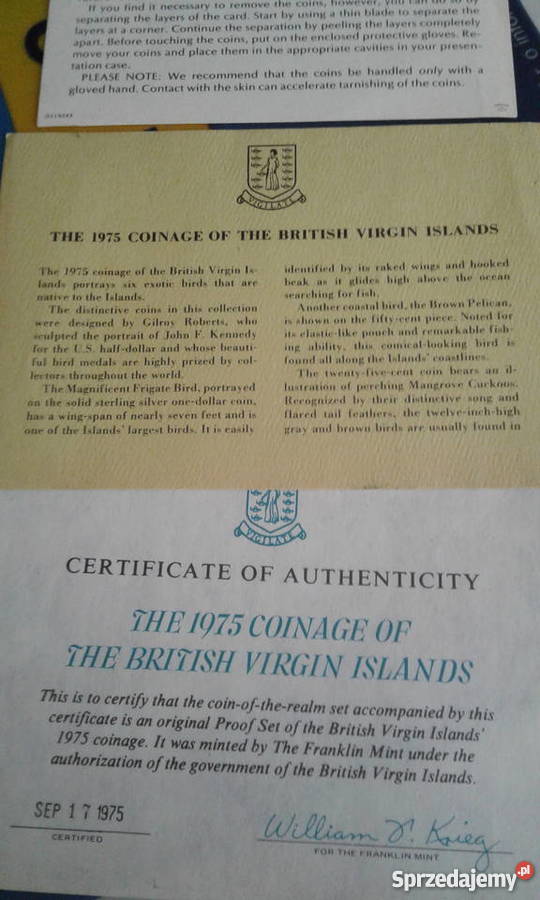 If you find it necessary to remove the coins, however, you can do so by
separating the layers of the card. Start by using a thin blade to separate the
layers at a corner. Continue the separation by peeling the layers completely
apart. Before touching the coins, put on the enclosed protective gloves. Re-
move your coins and place them in the appropriate cavities in your presen-
tation case.
PLEASE NOTE: We recommend that the coins be handled only with a
gloved hand. Contact with the skin can accelerate tarnishing of the coins.
VIGILATE
THE 1975 COINAGE OF THE BRITISH VIRGIN ISLANDS
The 1975 coinage of the British Virgin Is-
lands portrays six exotic birds that are
native to the Islands.
The distinctive coins in this collection
were designed by Gilroy Roberts, who
sculpted the portrait of John F. Kennedy
for the U.S. half-dollar and whose beauti-
ful bird medals are highly prized by col-
lectors throughout the world.
The Magnificent Frigate Bird, portrayed
on the solid sterling silver one-dollar coin,
has a wing-span of nearly seven feet and is
one of the Islands' largest birds. It is easily
identified by its raked wings and hooked
beak as it glides high above the ocean
searching for fish.
Another coastal bird, the Brown Pelican,
is shown on the fifty-cent piece. Noted for
its elastic-like pouch and remarkable fish-
ing ability, this comical-looking bird is
found all along the Islands' coastlines.
The twenty-five-cent coin bears an il-
lustration of perching Mangrove Cuckoos.
Recognized by their distinctive song and
flared tail feathers, the twelve-inch-high
gray and brown birds are usually found in
VIGILATE
CERTIFICATE OF AUTHENTICITY
THE 1975 COINAGE OF
THE BRITISH VIRGIN ISLANDS
This is to certify that the coin-of-the-realm set accompanied by this
certificate is an original Proof Set of the British Virgin Islands'
1975 coinage. It was minted by The Franklin Mint under the
authorization of the government of the British Virgin Islands.
SEP 17 1975
CERTIFIED
William T. Krieg
FOR THE FRANKLIN MINT
Sprzedajemy.pl